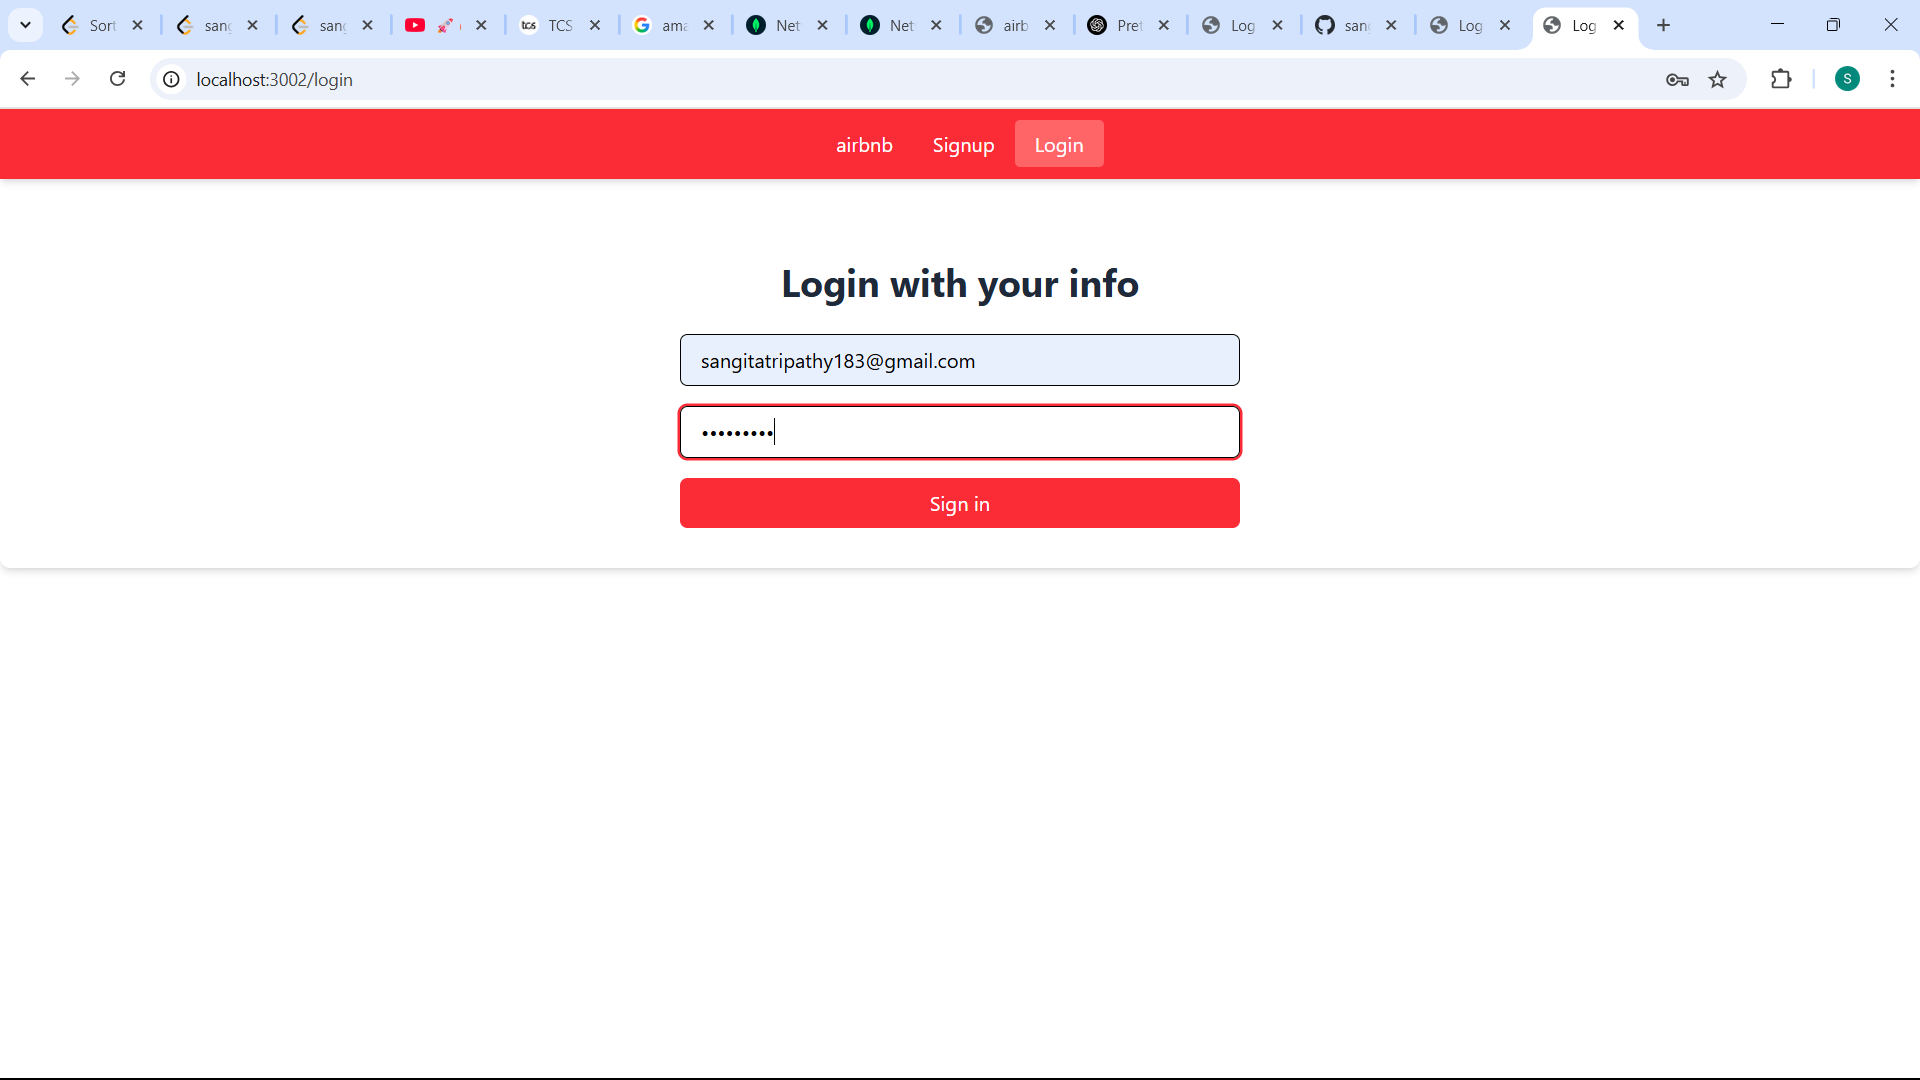 Sort
sang
sang
TCS
ama
Net
Net
airb
Pret
Log
sang
Log
Log
localhost:3002/login
S
airbnb Signup Login
Login with your info
sangitatripathy183@gmail.com
•••••••••
Sign in